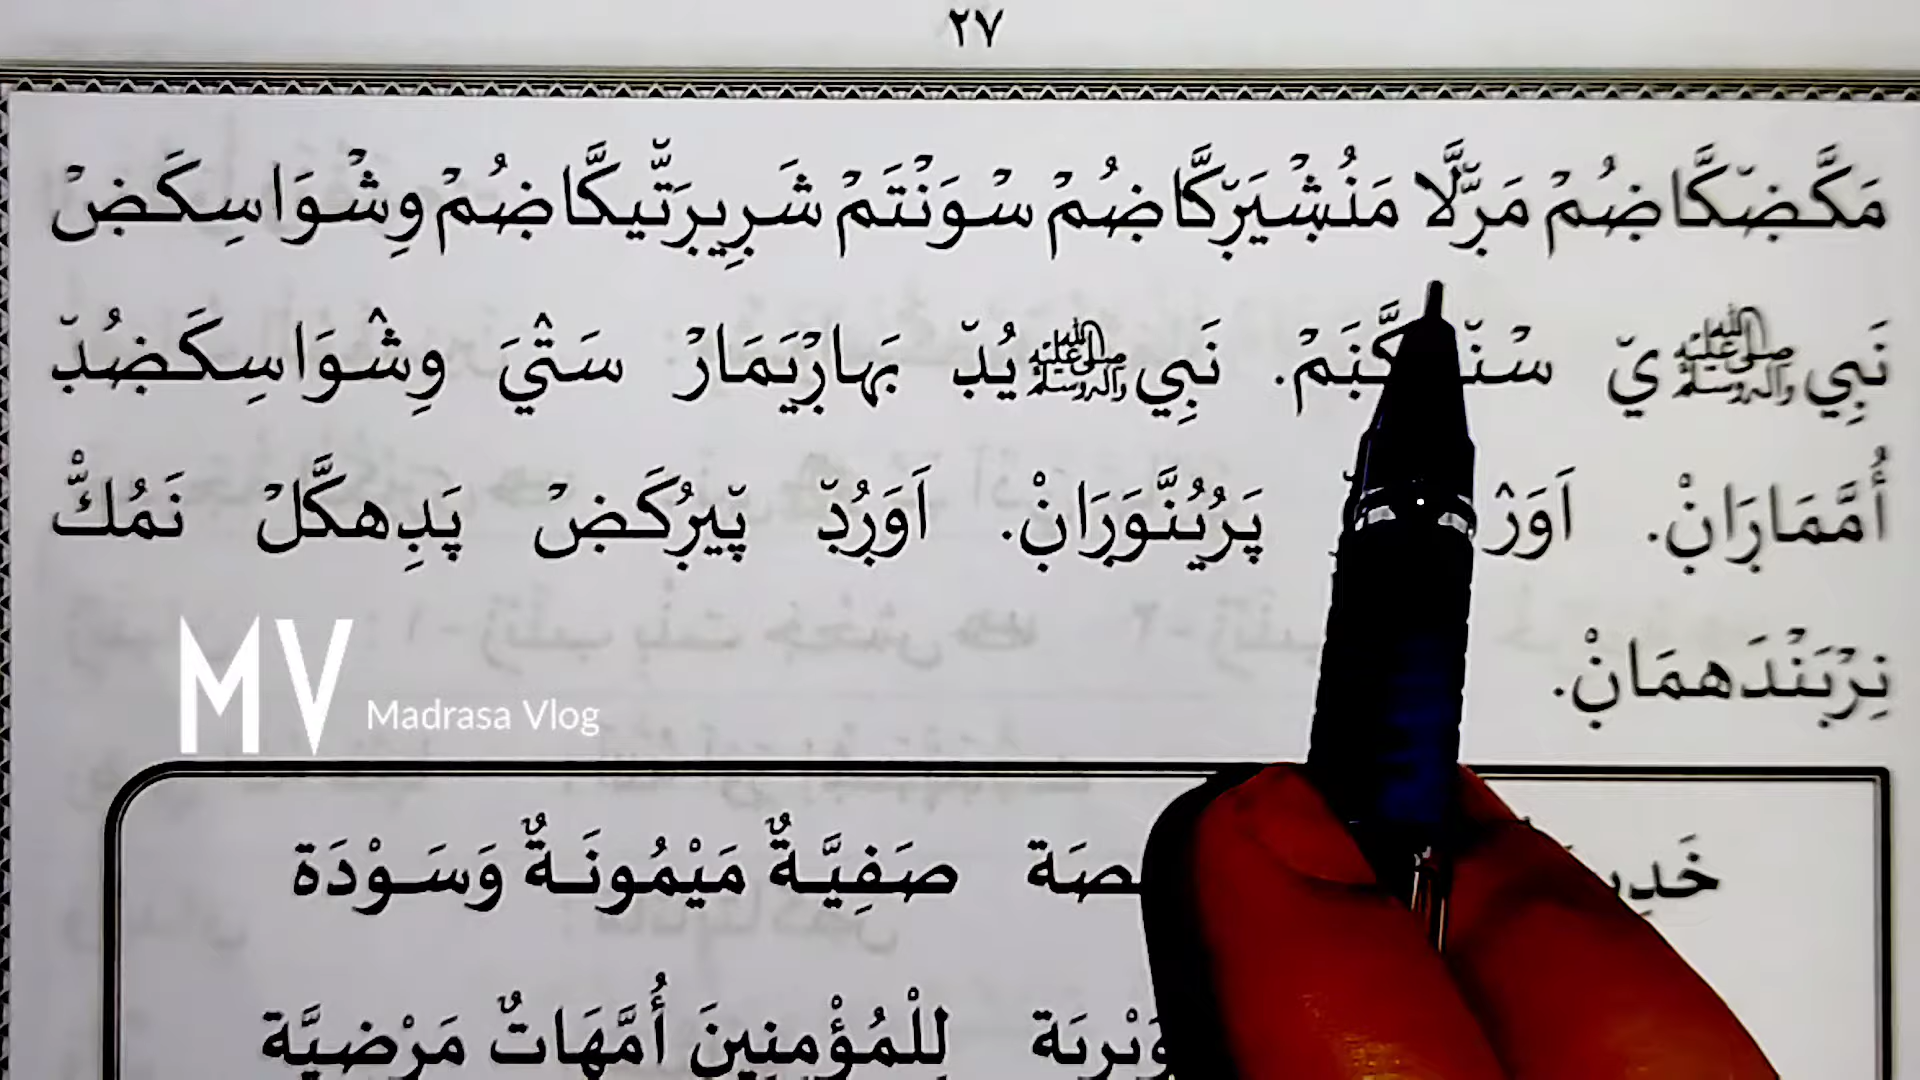 ٢٧
مَكَّضّكَّاضُمْ مَرّلَّا مَنُشْيَرّكَّاضُمْ سْوَنْتَمْ شَرِيرَتّيكَّاضُمْ وِشْوَاسِكَضْ
نَبِي ﷺ يّ سْنّ نَبِي ﷺ يُدّ بَهارْيَمَارْ سَتْيَ وِشْوَاسِكَضُدّ
أُمَّمَارَانْ. پَرُيُنَّوَرَانْ. اَوَرُدّ پّيرُكَضْ پَدِهكَّلْ نَمُكّْ
نِرْبَنْدَهمَانْ.
MV Madrasa Vlog
صَفِيَّةٌ مَيْمُونَةٌ وَسَوْدَة
لِلْمُؤْمِنِينَ أُمَّهَاتٌ مَرْضِيَّة